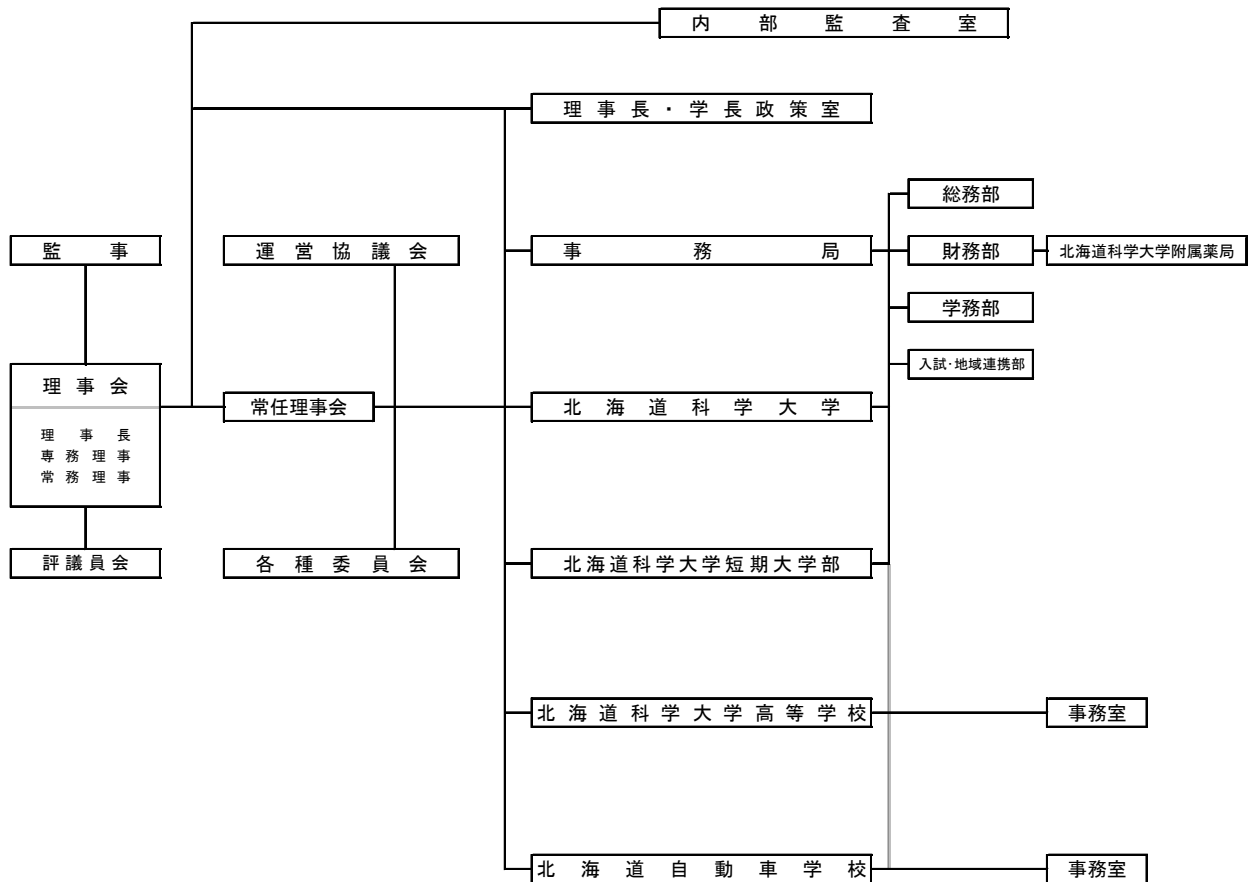 内部監査室
理事長・学長政策室
総務部
監事
運営協議会
事務局
財務部
北海道科学大学附属薬局
学務部
入試・地域連携部
理事会
理事長
専務理事
常務理事
常任理事会
北海道科学大学
評議員会
各種委員会
北海道科学大学短期大学部
北海道科学大学高等学校
事務室
北海道自動車学校
事務室